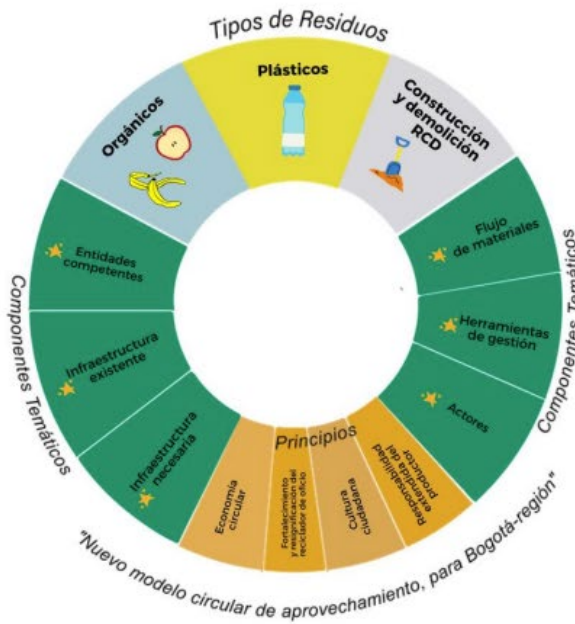 Tipos de Residuos
Orgánicos
Plásticos
Construcción
y demolición
RCD
Componentes Temáticos
Entidades
competentes
Infraestructura
existente
Infraestructura
necesaria
Componentes Temáticos
Flujo
de materiales
Herramientas
de gestión
Actores
Principios
Economía
circular
Fortalecimiento
y resignificación del
reciclador de oficio
Cultura
ciudadana
Responsabilidad
extendida del
productor
"Nuevo modelo circular de aprovechamiento, para Bogotá-región"